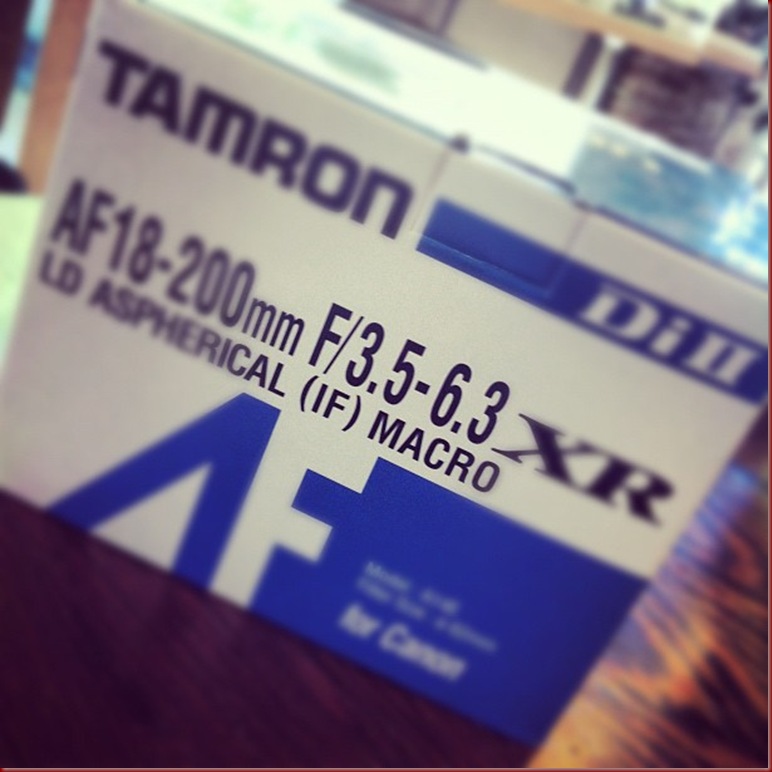 TAMRON
Di II
AF18-200mm F/3.5-6.3 XR
LD ASPHERICAL (IF) MACRO
AF
for Canon